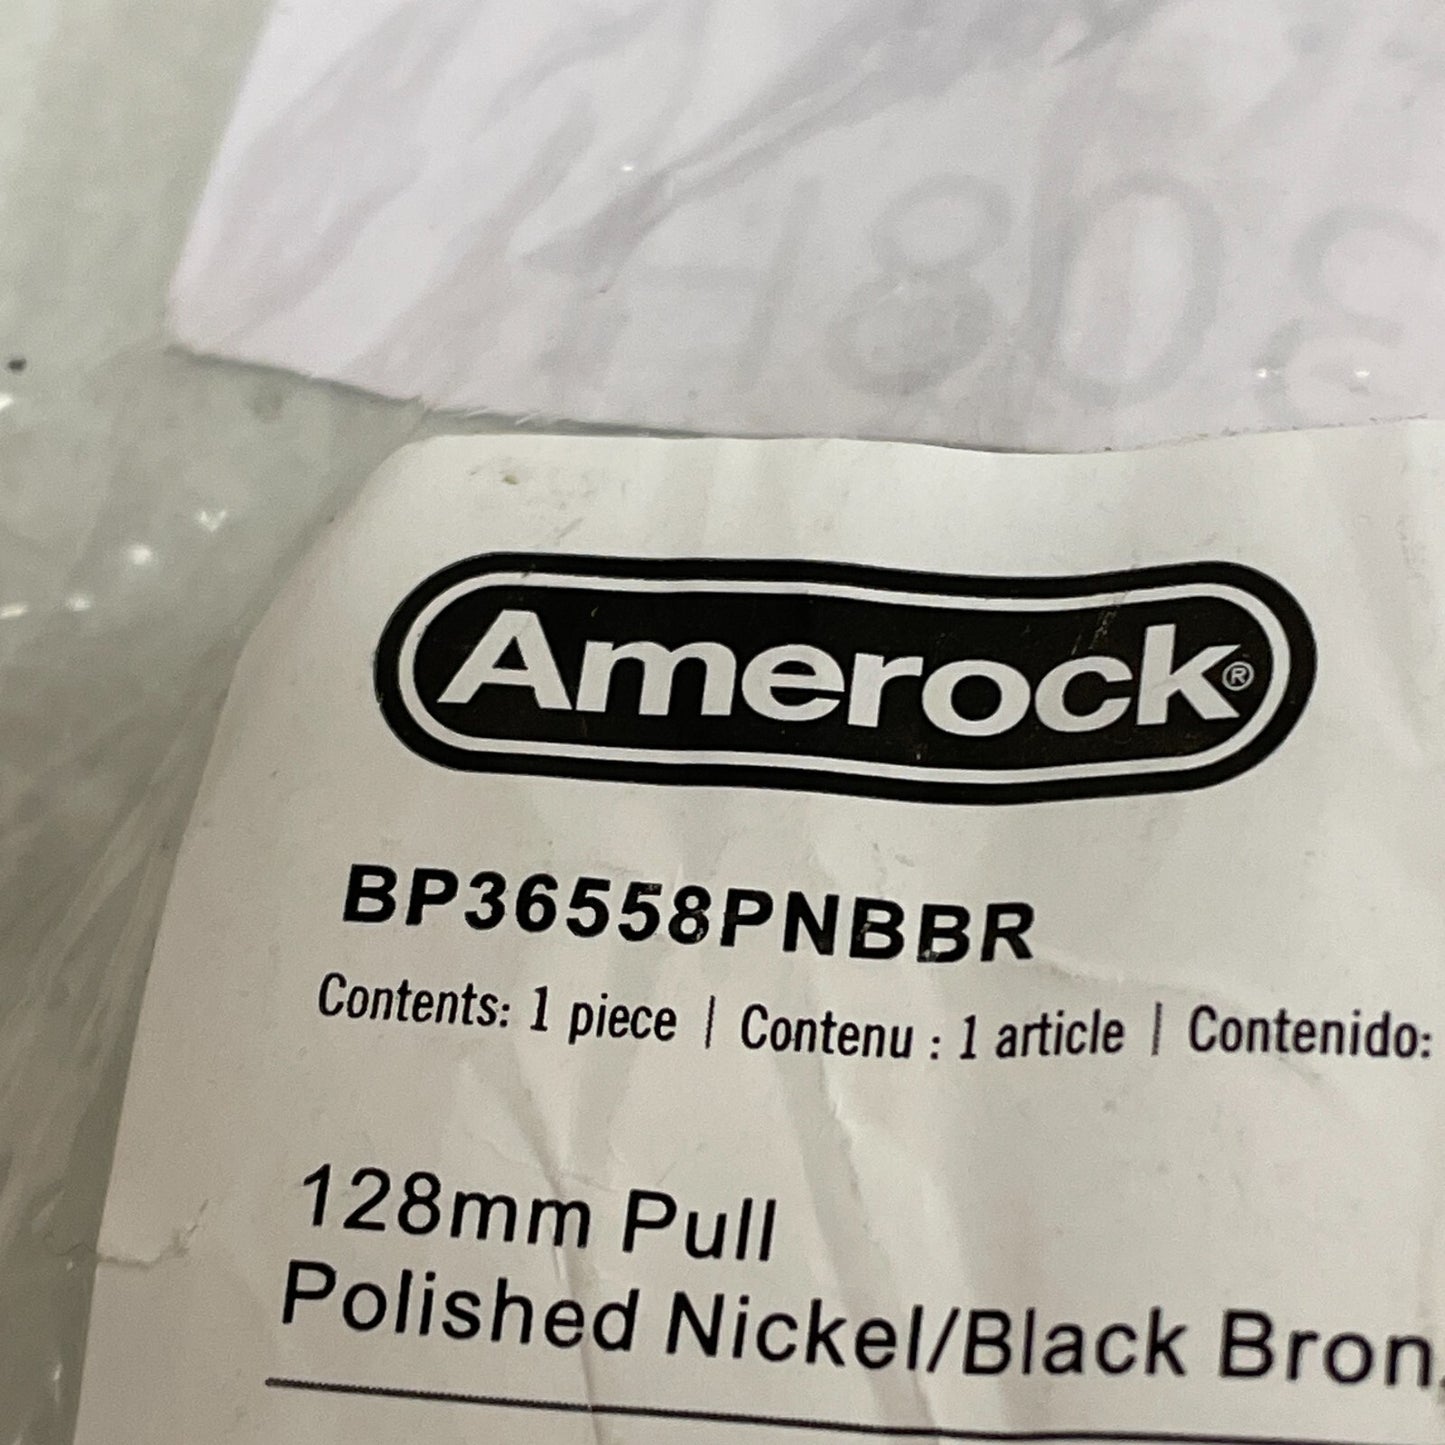 Amerock®
BP36558PNBBR
Contents: 1 piece | Contenu : 1 article | Contenido:
128mm Pull
Polished Nickel/Black Bron